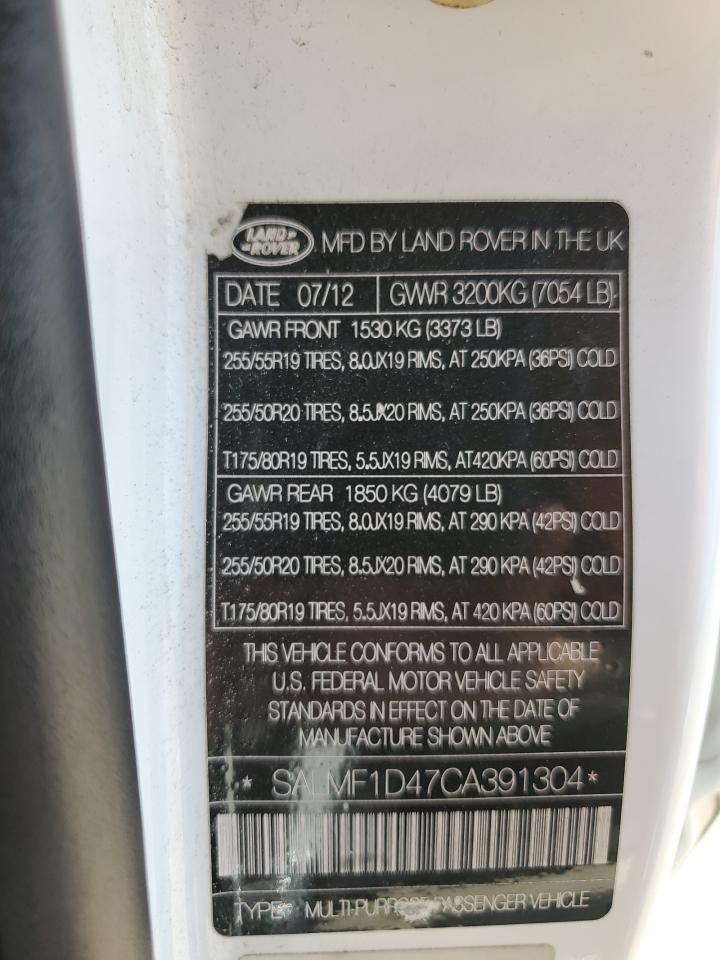 LAND-
-ROVER
MFD BY LAND ROVER IN THE UK
DATE 07/12 GWWR 3200KG (7054 LB)
GAWR FRONT 1530 KG (3373 LB)
255/55R19 TIRES, 8.0JX19 RIMS, AT 250KPA (36PSI) COLD
255/50R20 TIRES, 8.5JX20 RIMS, AT 250KPA (36PSI) COLD
T175/80R19 TIRES, 5.5JX19 RIMS, AT 420KPA (60PSI) COLD
GAWR REAR 1850 KG (4079 LB)
255/55R19 TIRES, 8.0JX19 RIMS, AT 290 KPA (42PSI) COLD
255/50R20 TIRES, 8.5JX20 RIMS, AT 290 KPA (42PSI) COLD
T175/80R19 TIRES, 5.5JX19 RIMS, AT 420 KPA (60PSI) COLD
THIS VEHICLE CONFORMS TO ALL APPLICABLE
U.S. FEDERAL MOTOR VEHICLE SAFETY
STANDARDS IN EFFECT ON THE DATE OF
MANUFACTURE SHOWN ABOVE
* SALMF1D47CA391304 *
TYPE* MULTI-PURPOSE PASSENGER VEHICLE